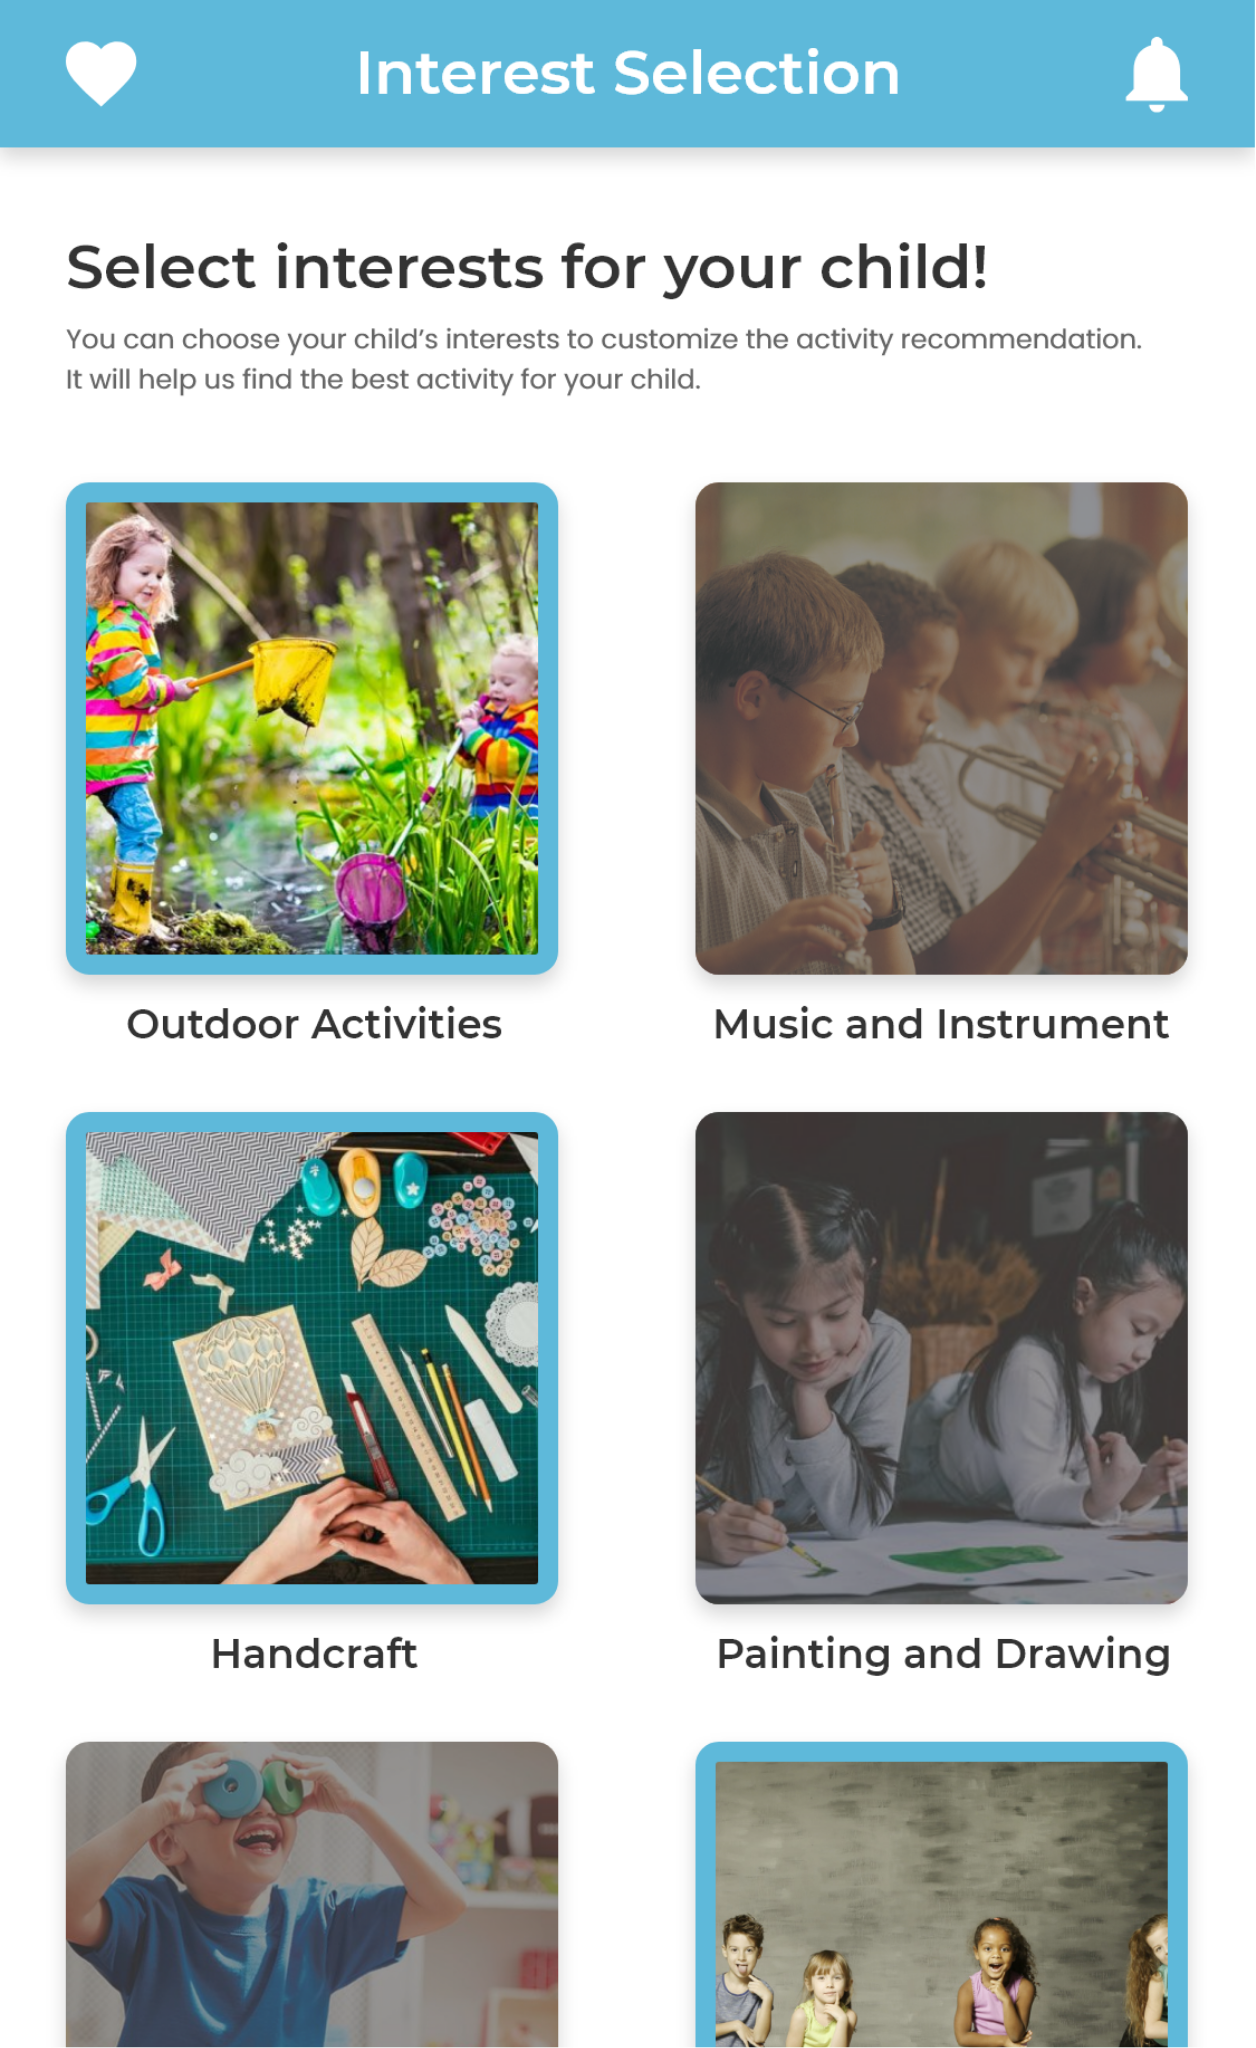 Interest Selection
Select interests for your child!
You can choose your child’s interests to customize the activity recommendation.
It will help us find the best activity for your child.
Outdoor Activities
Music and Instrument
Handcraft
Painting and Drawing